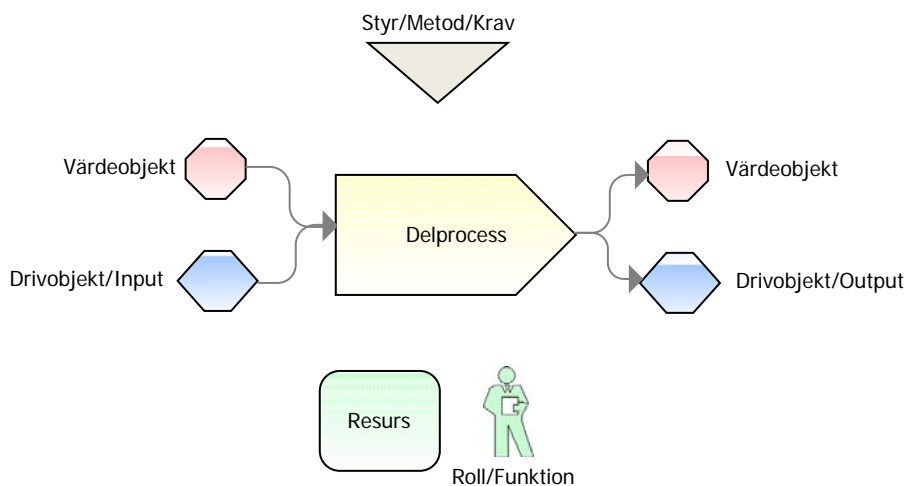 Styr/Metod/Krav
Värdeobjekt
Värdeobjekt
Delprocess
Drivobjekt/Input
Drivobjekt/Output
Resurs
Roll/Funktion